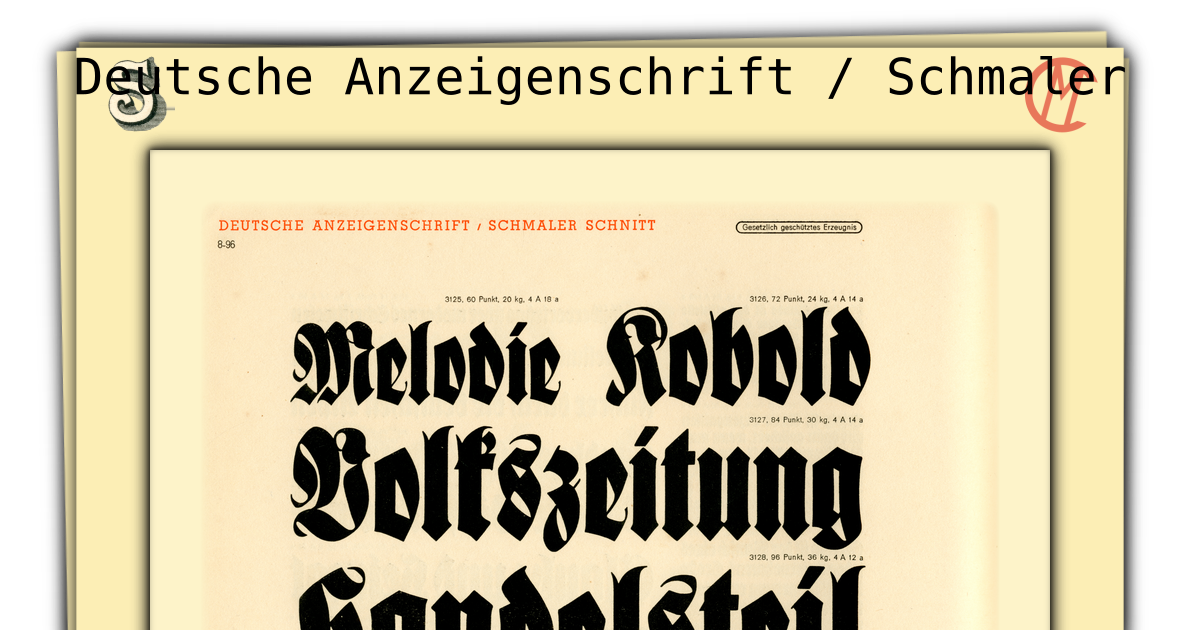 Deutsche Anzeigenschrift / Schmaler
DEUTSCHE ANZEIGENSCHRIFT / SCHMALER SCHNITT
Gesetzlich geschütztes Erzeugnis
8-96
3125, 60 Punkt, 20 kg, 4 A 18 a
3126, 72 Punkt, 24 kg, 4 A 14 a
Melodie Kobold
3127, 84 Punkt, 30 kg, 4 A 14 a
Volkszeitung
3128, 96 Punkt, 36 kg, 4 A 12 a
Handelsteil